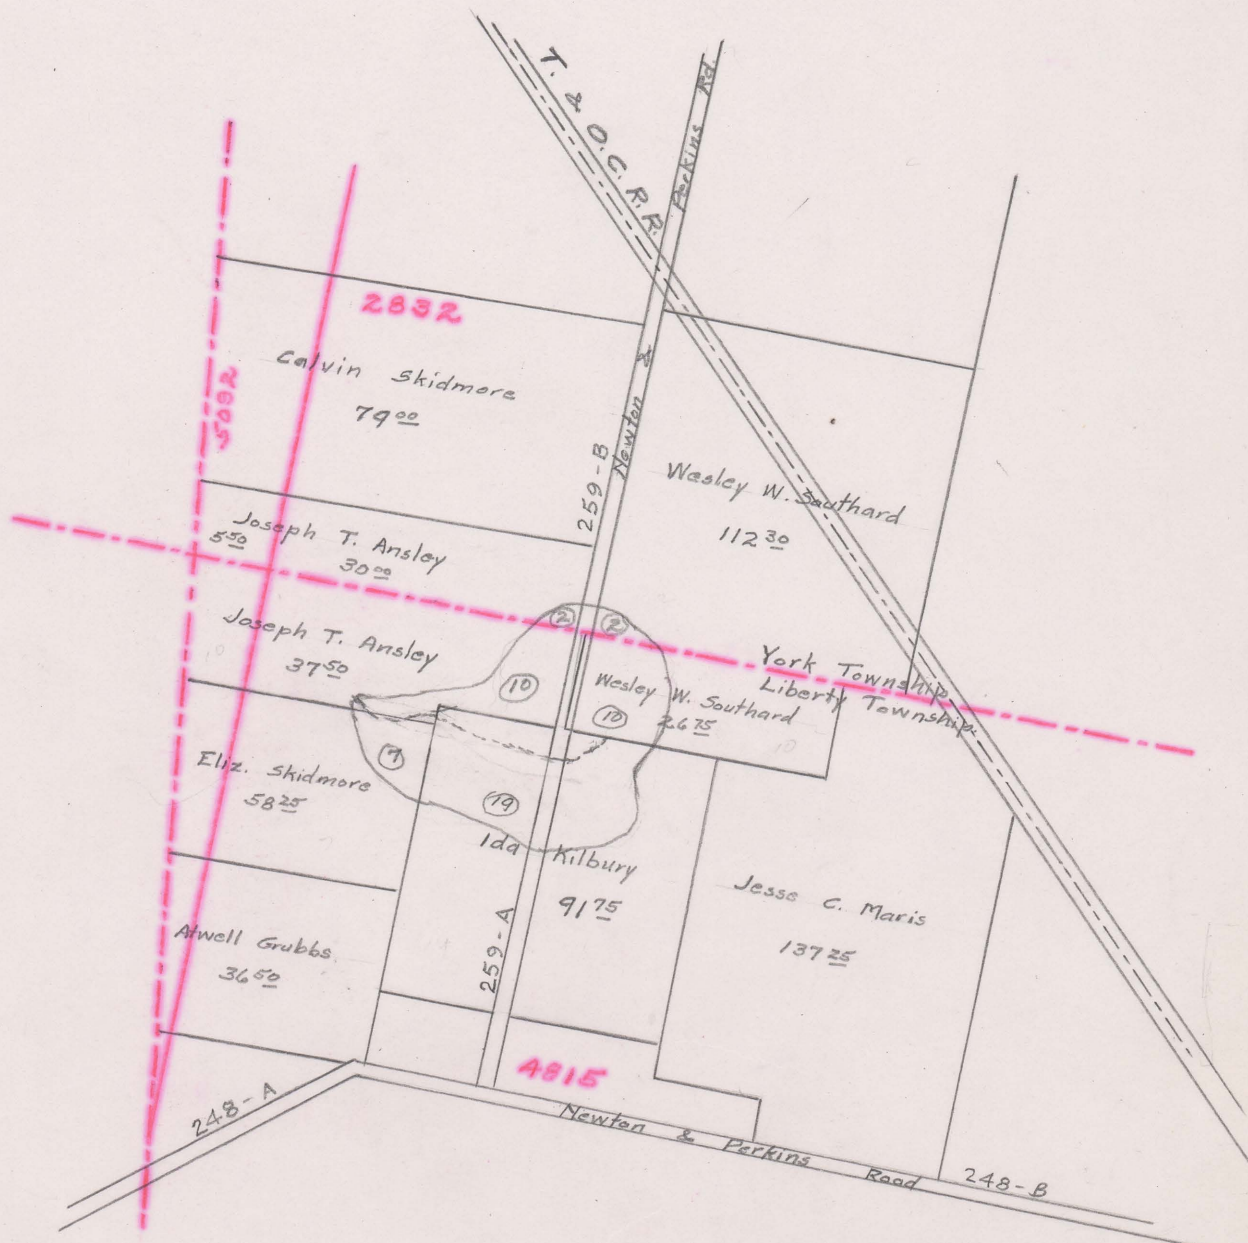 T. & O.C. R.R.
Newton & Perkins Rd.
2832
5092
Calvin Skidmore
79 00
259-B
Wesley W. Southard
112 30
Joseph T. Ansley
5 50
30 00
Joseph T. Ansley
37 50
2
2
York Township
Liberty Township
10
Wesley W. Southard
26 75
10
10
10
Eliz. Skidmore
58 25
7
19
Ida Kilbury
91 75
Jesse C. Maris
137 25
Atwell Grubbs
36 50
259-A
4815
248-A
Newton & Perkins Road
248-B